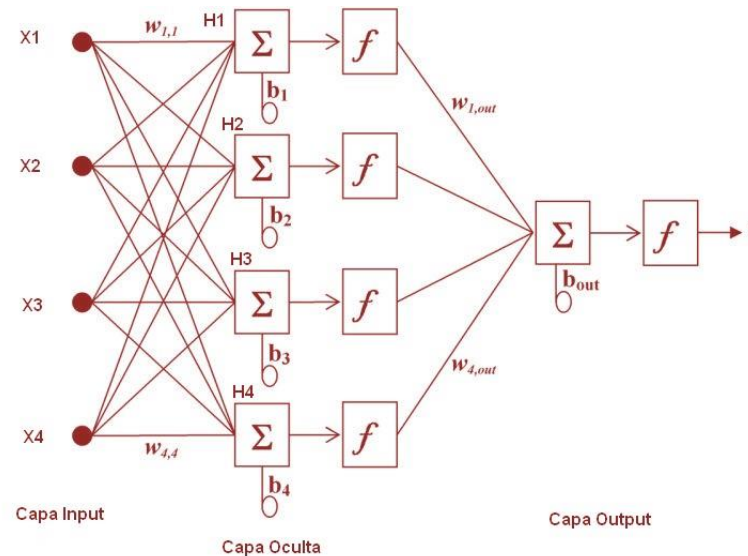 X1
w1,1
H1
Σ
f
b1
w1,out
X2
H2
Σ
f
b2
Σ
f
bout
X3
H3
Σ
f
b3
w4,out
X4
w4,4
H4
Σ
f
b4
Capa Input
Capa Oculta
Capa Output